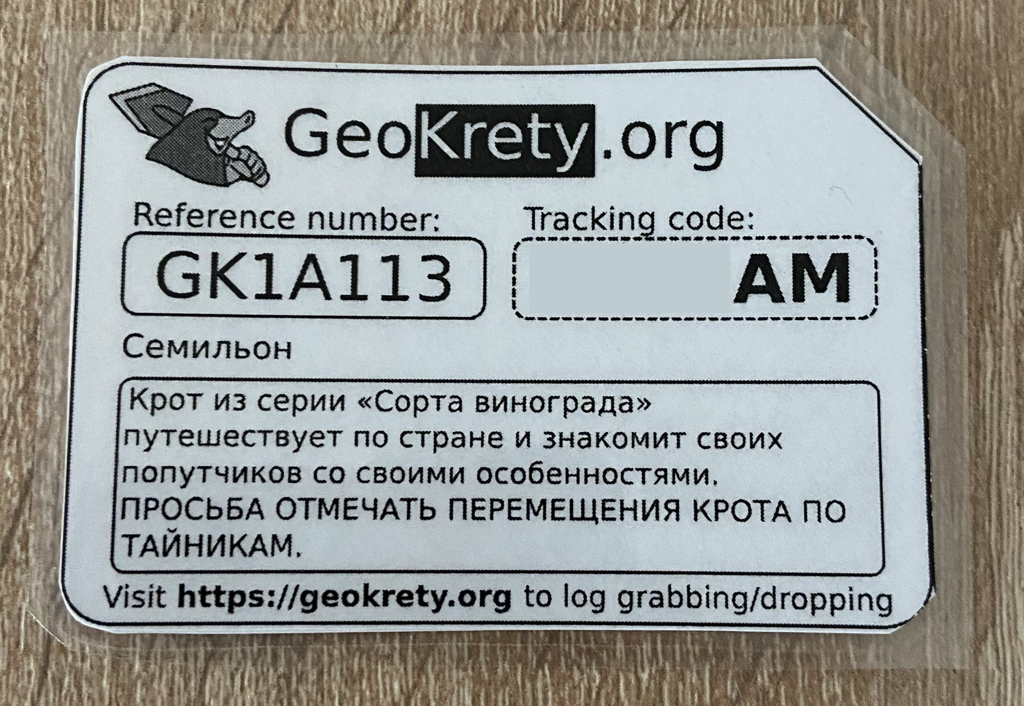 GeoKrety.org
Reference number: Tracking code:
GK1A113 AM
Семильон
Крот из серии «Сорта винограда»
путешествует по стране и знакомит своих
попутчиков со своими особенностями.
ПРОСЬБА ОТМЕЧАТЬ ПЕРЕМЕЩЕНИЯ КРОТА ПО
ТАЙНИКАМ.
Visit https://geokrety.org to log grabbing/dropping